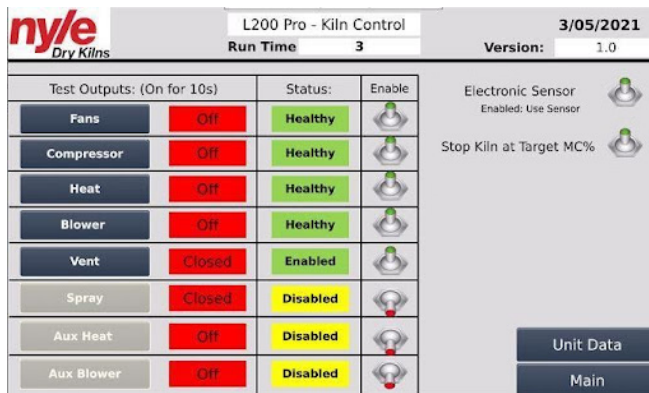 nyle
Dry Kilns
L200 Pro - Kiln Control
3/05/2021
Run Time 3
Version: 1.0
Test Outputs: (On for 10s) Status: Enable
Fans Off Healthy
Compressor Off Healthy
Heat Off Healthy
Blower Off Healthy
Vent Closed Enabled
Spray Closed Disabled
Aux Heat Off Disabled
Aux Blower Off Disabled
Electronic Sensor
Enabled: Use Sensor
Stop Kiln at Target MC%
Unit Data
Main